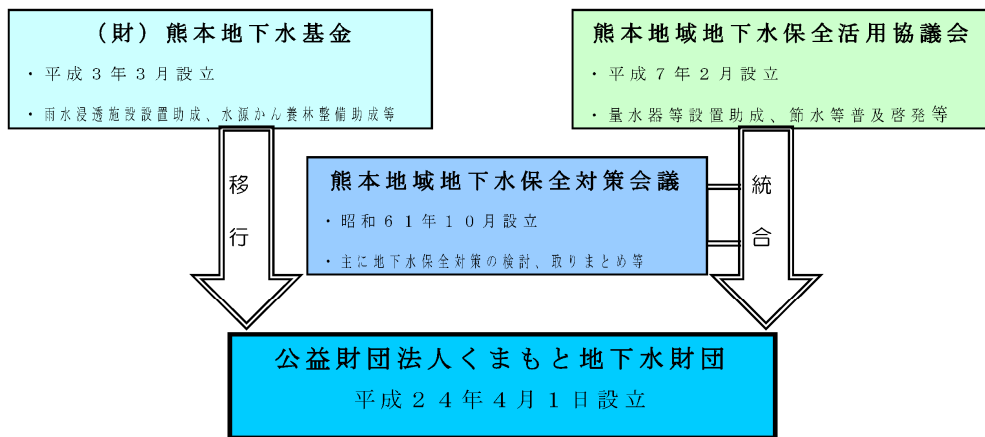 (財)熊本地下水基金
・平成3年3月設立
・雨水浸透施設設置助成、水源かん養林整備助成等
熊本地域地下水保全活用協議会
・平成7年2月設立
・量水器等設置助成、節水等普及啓発等
移行
熊本地域地下水保全対策会議
・昭和61年10月設立
・主に地下水保全対策の検討、取りまとめ等
統合
公益財団法人くまもと地下水財団
平成24年4月1日設立